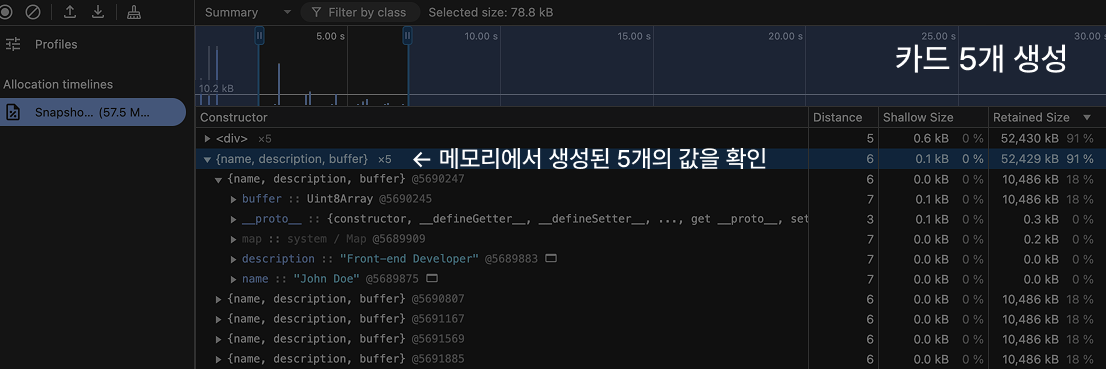 Summary Filter by class Selected size: 78.8 kB
Profiles
5.00 s 10.00 s 15.00 s 20.00 s 25.00 s 30.00 s
카드 5개 생성
Allocation timelines
10.2 kB
Snapsho... (57.5 M...
Constructor Distance Shallow Size Retained Size
<div> ×5 5 0.6 kB 0 % 52,430 kB 91 %
{name, description, buffer} ×5 ← 메모리에서 생성된 5개의 값을 확인 6 0.1 kB 0 % 52,429 kB 91 %
{name, description, buffer} @5690247 6 0.0 kB 0 % 10,486 kB 18 %
buffer :: Uint8Array @5690245 7 0.1 kB 0 % 10,486 kB 18 %
__proto__ :: {constructor, __defineGetter__, __defineSetter__, ..., get __proto__, set 3 0.1 kB 0 % 0.3 kB 0 %
map :: system / Map @5689909 7 0.0 kB 0 % 0.2 kB 0 %
description :: "Front-end Developer" @5689883 7 0.0 kB 0 % 0.0 kB 0 %
name :: "John Doe" @5689875 7 0.0 kB 0 % 0.0 kB 0 %
{name, description, buffer} @5690807 6 0.0 kB 0 % 10,486 kB 18 %
{name, description, buffer} @5691167 6 0.0 kB 0 % 10,486 kB 18 %
{name, description, buffer} @5691569 6 0.0 kB 0 % 10,486 kB 18 %
{name, description, buffer} @5691885 6 0.0 kB 0 % 10,486 kB 18 %